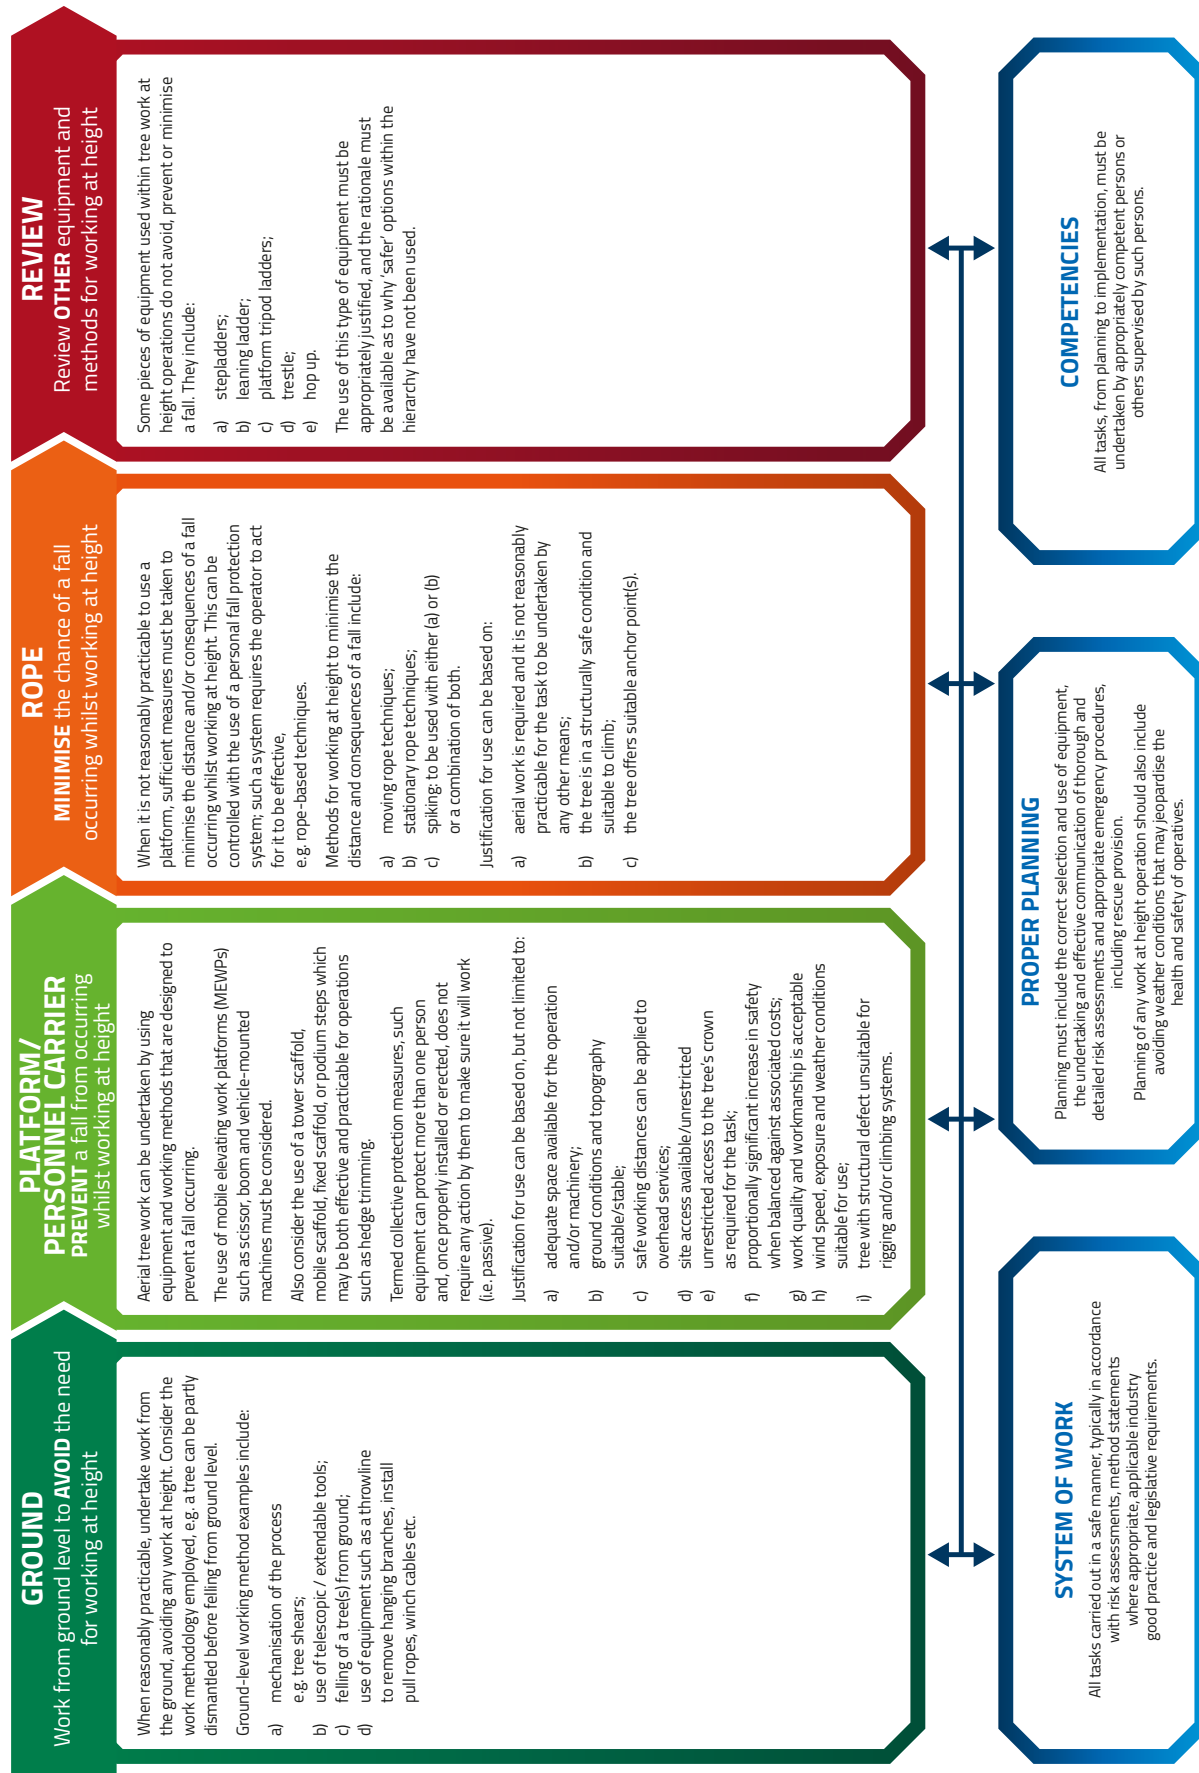 GROUND
Work from ground level to AVOID the need
for working at height
When reasonably practicable, undertake work from
the ground, avoiding any work at height. Consider the
work methodology employed, e.g. a tree can be partly
dismantled before felling from ground level.
Ground-level working method examples include:
a) mechanisation of the process
e.g. tree shears;
b) use of telescopic / extendable tools;
c) felling of a tree(s) from ground;
d) use of equipment such as a throwline
to remove hanging branches, install
pull ropes, winch cables etc.
PLATFORM/
PERSONNEL CARRIER
PREVENT a fall from occurring
whilst working at height
Aerial tree work can be undertaken by using
equipment and working methods that are designed to
prevent a fall occurring.
The use of mobile elevating work platforms (MEWPs)
such as scissor, boom and vehicle-mounted
machines must be considered.
Also consider the use of a tower scaffold,
mobile scaffold, fixed scaffold, or podium steps which
may be both effective and practicable for operations
such as hedge trimming.
Termed collective protection measures, such
equipment can protect more than one person
and, once properly installed or erected, does not
require any action by them to make sure it will work
(i.e. passive).
Justification for use can be based on, but not limited to:
a) adequate space available for the operation
and/or machinery;
b) ground conditions and topography
suitable/stable;
c) safe working distances can be applied to
overhead services;
d) site access available/unrestricted
e) unrestricted access to the tree's crown
as required for the task;
f) proportionally significant increase in safety
when balanced against associated costs;
g) work quality and workmanship is acceptable
h) wind speed, exposure and weather conditions
suitable for use;
i) tree with structural defect unsuitable for
rigging and/or climbing systems.
ROPE
MINIMISE the chance of a fall
occurring whilst working at height
When it is not reasonably practicable to use a
platform, sufficient measures must be taken to
minimise the distance and/or consequences of a fall
occurring whilst working at height. This can be
controlled with the use of a personal fall protection
system; such a system requires the operator to act
for it to be effective,
e.g. rope-based techniques.
Methods for working at height to minimise the
distance and consequences of a fall include:
a) moving rope techniques;
b) stationary rope techniques;
c) spiking; to be used with either (a) or (b)
or a combination of both.
Justification for use can be based on:
a) aerial work is required and it is not reasonably
practicable for the task to be undertaken by
any other means;
b) the tree is in a structurally safe condition and
suitable to climb;
c) the tree offers suitable anchor point(s).
REVIEW
Review OTHER equipment and
methods for working at height
Some pieces of equipment used within tree work at
height operations do not avoid, prevent or minimise
a fall. They include:
a) stepladders;
b) leaning ladder;
c) platform tripod ladders;
d) trestle;
e) hop up.
The use of this type of equipment must be
appropriately justified, and the rationale must
be available as to why 'safer' options within the
hierarchy have not been used.
SYSTEM OF WORK
All tasks carried out in a safe manner, typically in accordance
with risk assessments, method statements
where appropriate, applicable industry
good practice and legislative requirements.
PROPER PLANNING
Planning must include the correct selection and use of equipment,
the undertaking and effective communication of thorough and
detailed risk assessments and appropriate emergency procedures,
including rescue provision.
Planning of any work at height operation should also include
avoiding weather conditions that may jeopardise the
health and safety of operatives.
COMPETENCIES
All tasks, from planning to implementation, must be
undertaken by appropriately competent persons or
others supervised by such persons.